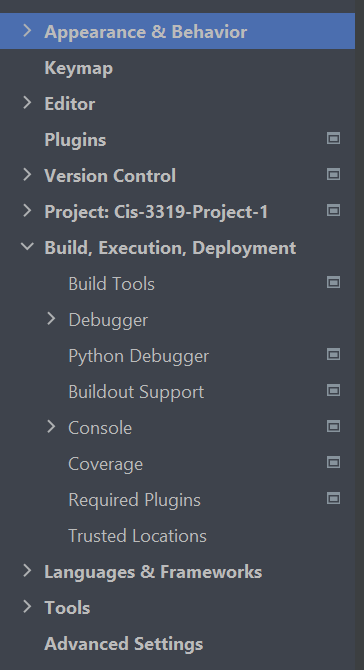 Appearance & Behavior
Keymap
Editor
Plugins
Version Control
Project: Cis-3319-Project-1
Build, Execution, Deployment
Build Tools
Debugger
Python Debugger
Buildout Support
Console
Coverage
Required Plugins
Trusted Locations
Languages & Frameworks
Tools
Advanced Settings